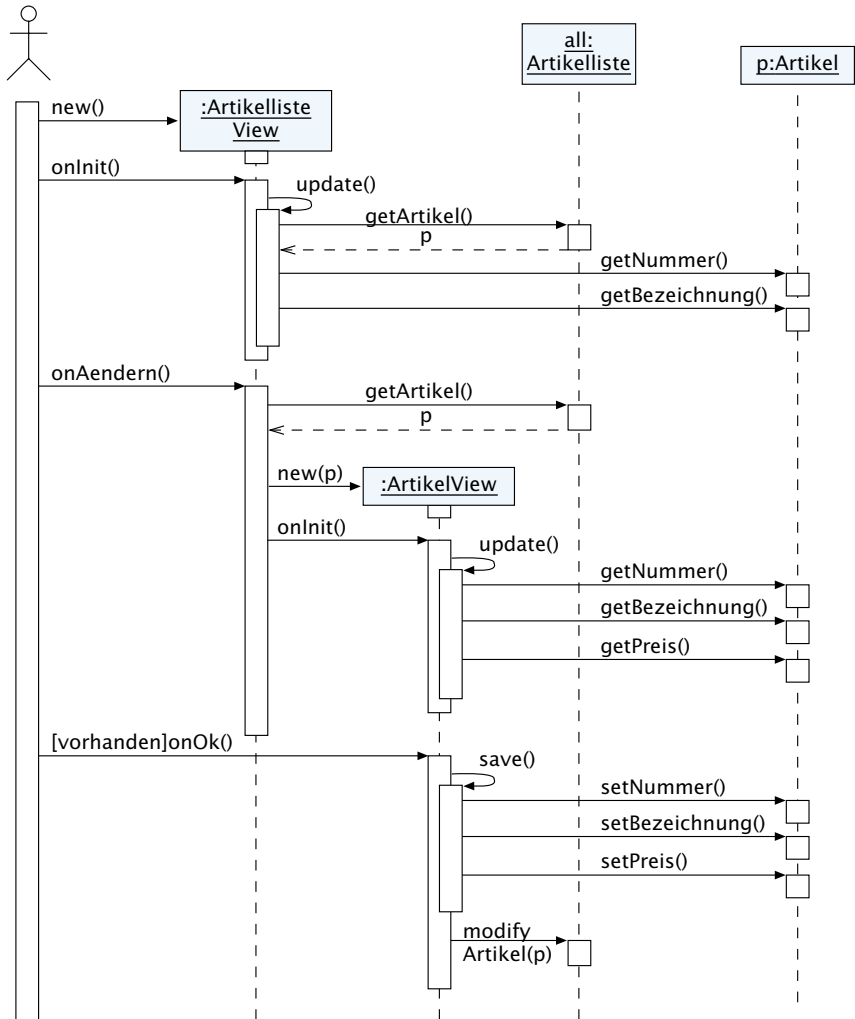 all:
Artikelliste
p:Artikel
new()
:Artikelliste
View
onInit()
update()
getArtikel()
p
getNummer()
getBezeichnung()
onAendern()
getArtikel()
p
new(p)
:ArtikelView
onInit()
update()
getNummer()
getBezeichnung()
getPreis()
[vorhanden]onOk()
save()
setNummer()
setBezeichnung()
setPreis()
modify
Artikel(p)